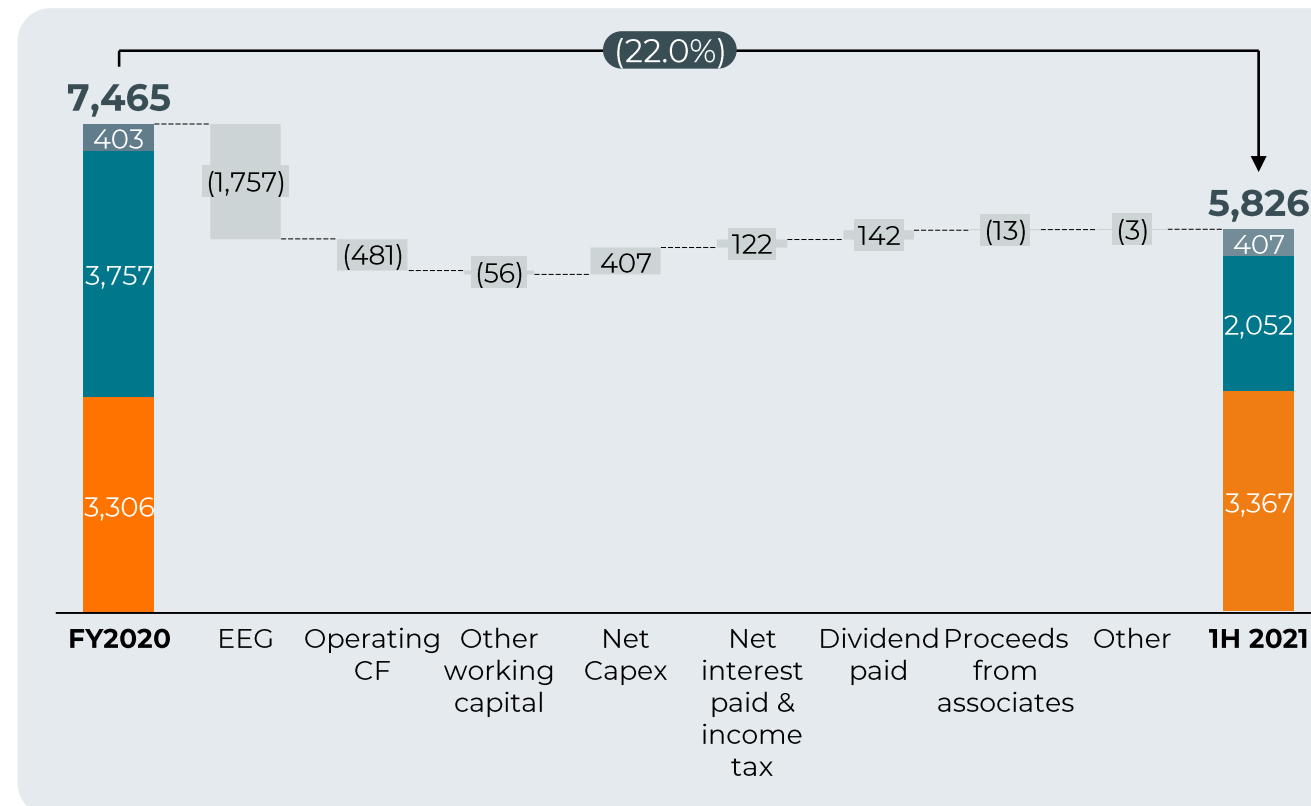 (22.0%)
7,465
403
3,757
3,306
(1,757)
(481)
(56)
407
122
142
(13)
(3)
5,826
407
2,052
3,367
FY2020
EEG
Operating
CF
Other
working
capital
Net
Capex
Net
interest
paid &
income
tax
Dividend
paid
Proceeds
from
associates
Other
1H 2021